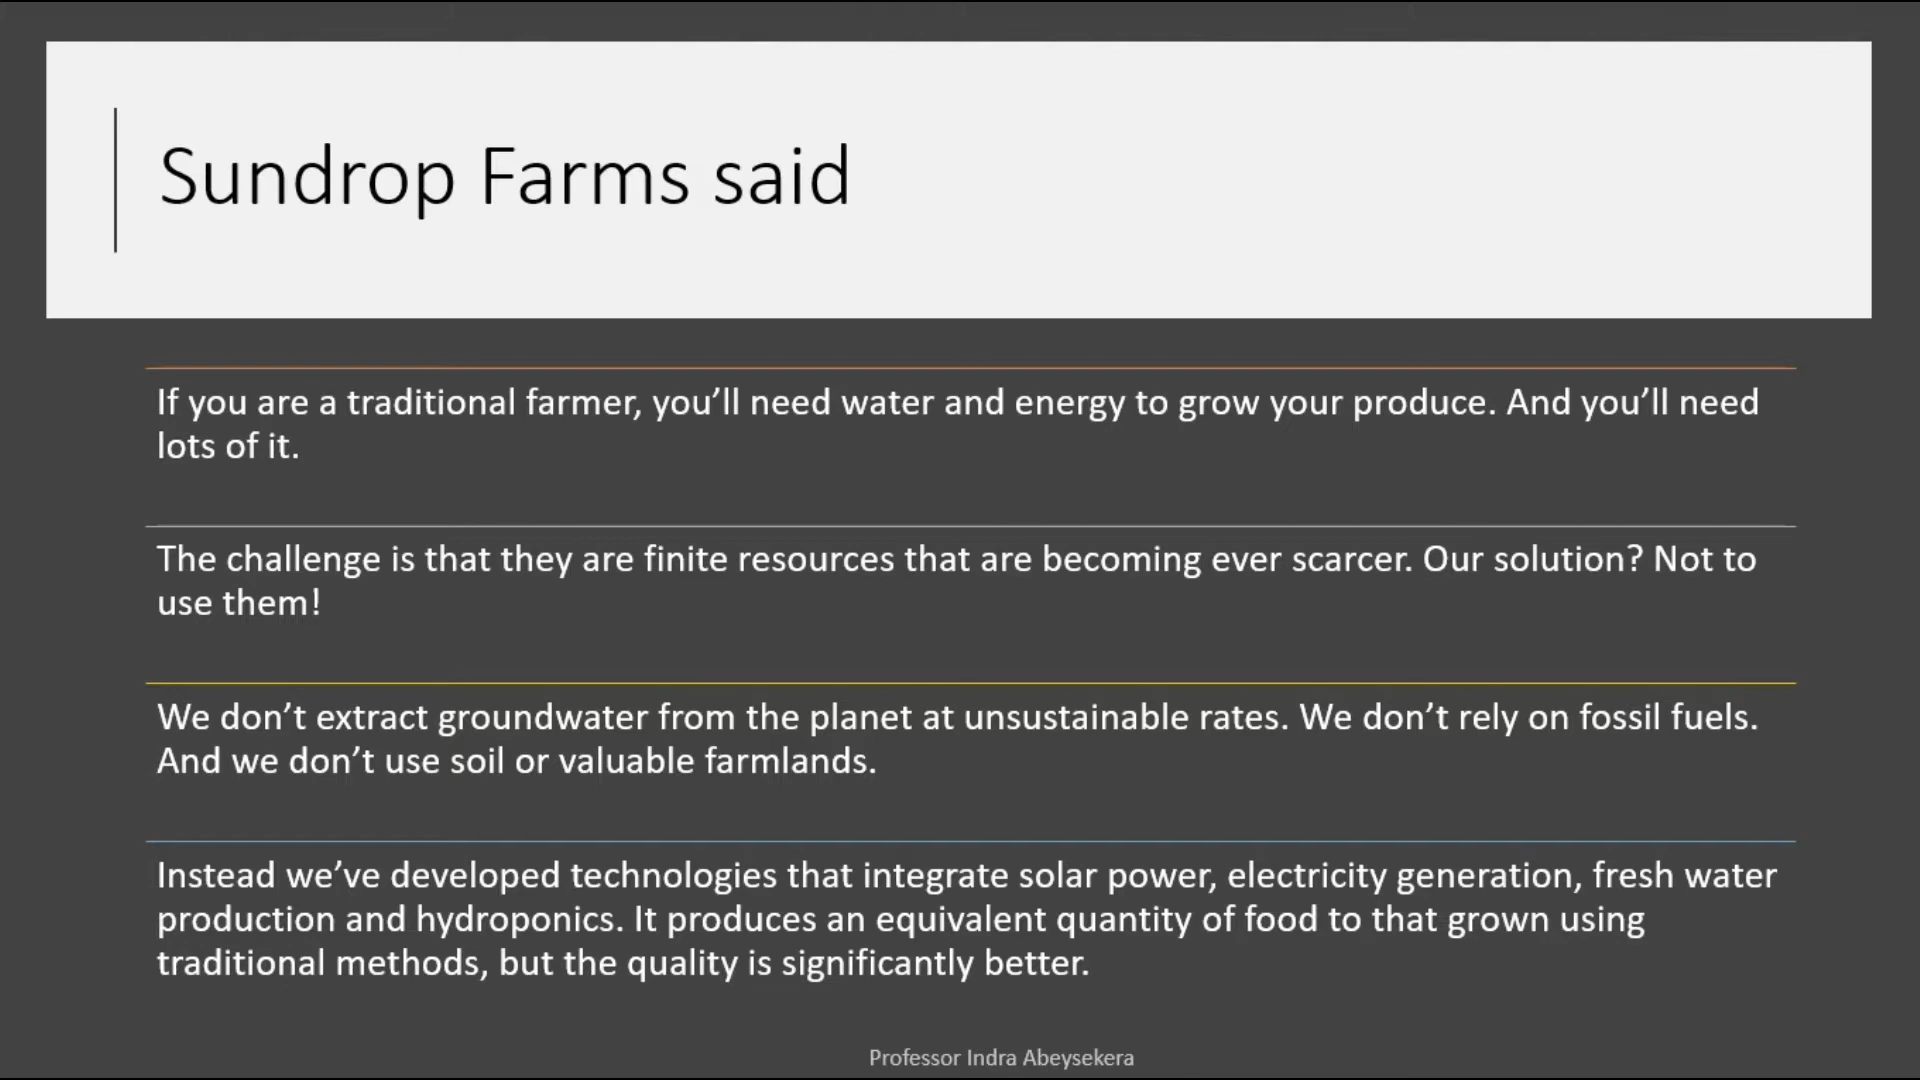 Sundrop Farms said
If you are a traditional farmer, you’ll need water and energy to grow your produce. And you’ll need
lots of it.
The challenge is that they are finite resources that are becoming ever scarcer. Our solution? Not to
use them!
We don’t extract groundwater from the planet at unsustainable rates. We don’t rely on fossil fuels.
And we don’t use soil or valuable farmlands.
Instead we’ve developed technologies that integrate solar power, electricity generation, fresh water
production and hydroponics. It produces an equivalent quantity of food to that grown using
traditional methods, but the quality is significantly better.
Professor Indra Abeysekera